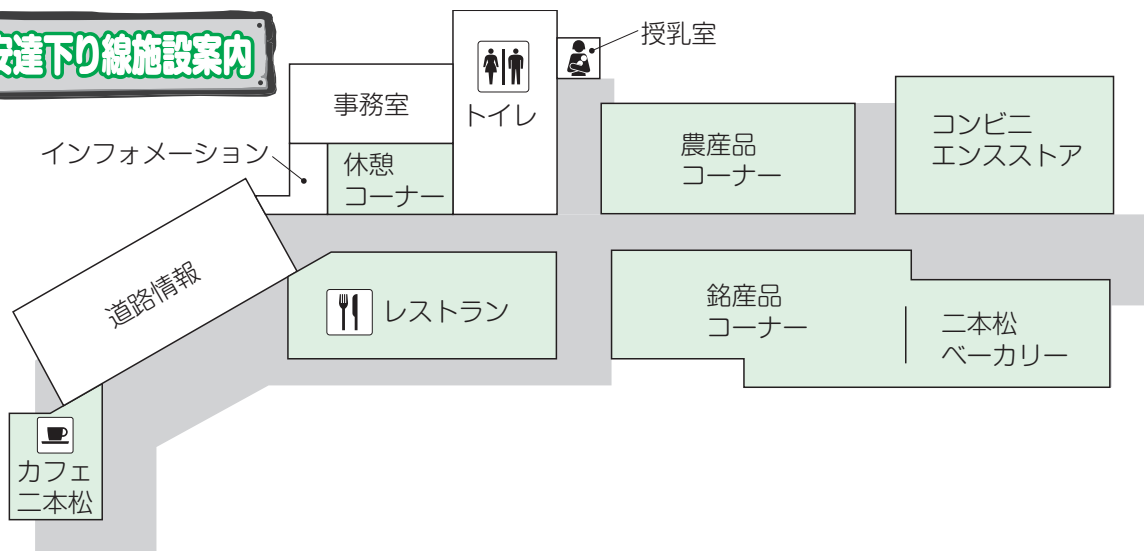 安達下り線施設案内
授乳室
事務室
トイレ
インフォメーション
休憩
コーナー
農産品
コーナー
コンビニ
エンスストア
道路情報
レストラン
銘産品
コーナー
二本松
ベーカリー
カフェ
二本松